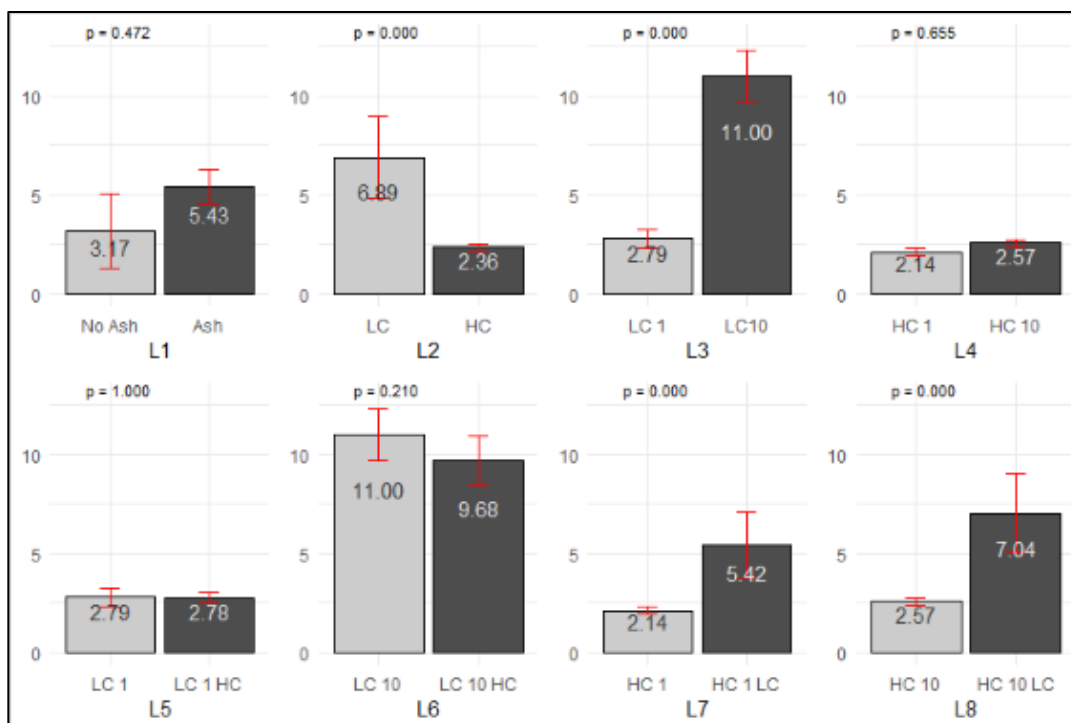 p = 0.472
p = 0.000
p = 0.000
p = 0.655
10
5
0
3.17
5.43
No Ash
Ash
L1
10
5
0
6.89
2.36
LC
HC
L2
10
5
0
2.79
11.00
LC 1
LC10
L3
10
5
0
2.14
2.57
HC 1
HC 10
L4
p = 1.000
p = 0.210
p = 0.000
p = 0.000
10
5
0
2.79
2.78
LC 1
LC 1 HC
L5
10
5
0
11.00
9.68
LC 10
LC 10 HC
L6
10
5
0
2.14
5.42
HC 1
HC 1 LC
L7
10
5
0
2.57
7.04
HC 10
HC 10 LC
L8